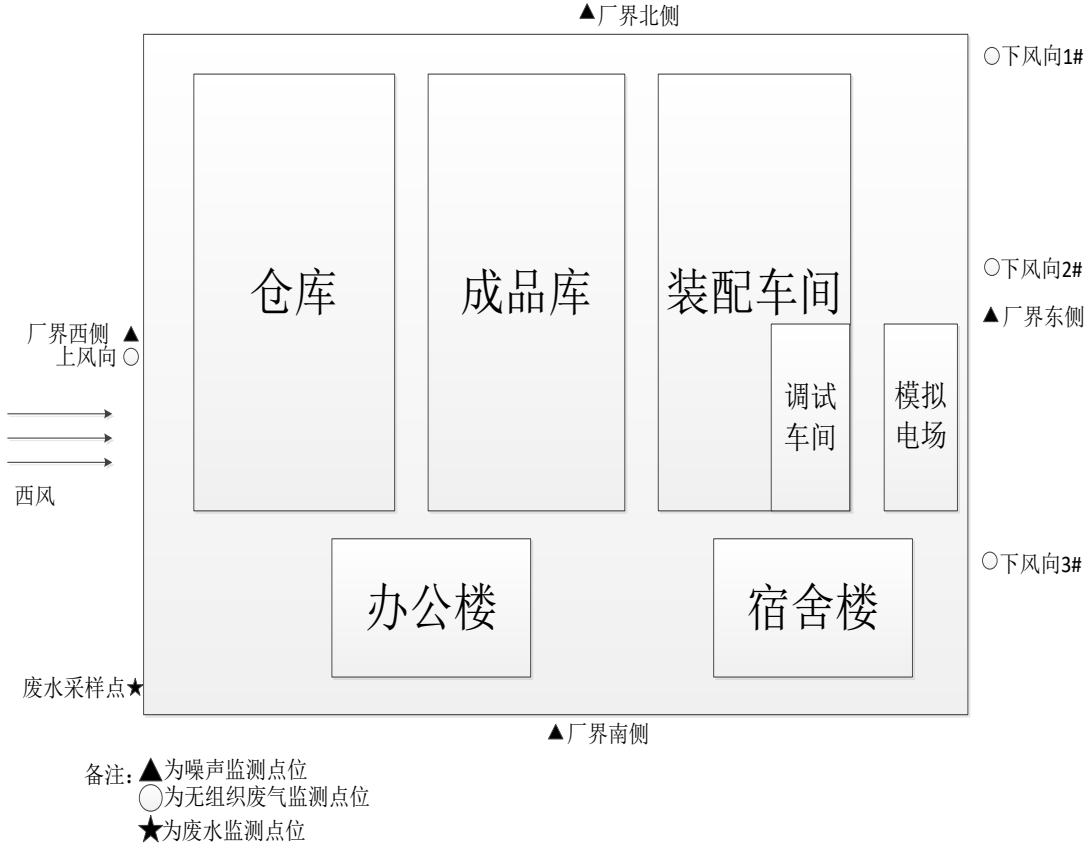 ▲厂界北侧
○下风向1#
仓库
成品库
装配车间
○下风向2#
▲厂界东侧
厂界西侧 ▲
上风向 ○
调试
车间
模拟
电场
西风
○下风向3#
办公楼
宿舍楼
废水采样点★
▲厂界南侧
备注：▲为噪声监测点位
○为无组织废气监测点位
★为废水监测点位